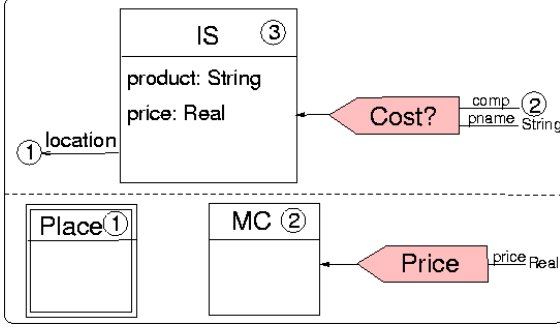 IS 3
product: String
price: Real
Cost?
comp 2
pname String
location
1
Place 1
MC 2
Price
price Real